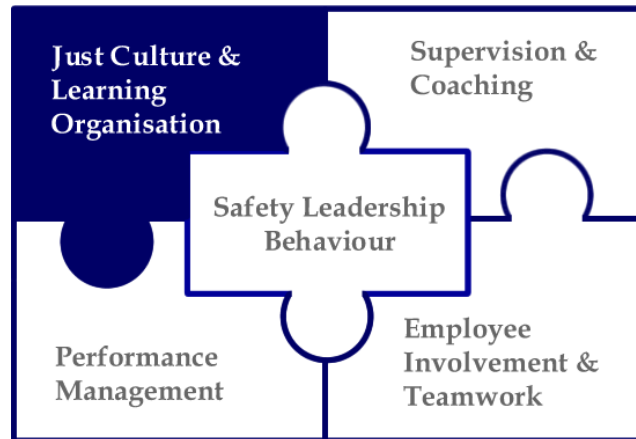 Just Culture &
Learning
Organisation
Supervision &
Coaching
Safety Leadership
Behaviour
Performance
Management
Employee
Involvement &
Teamwork